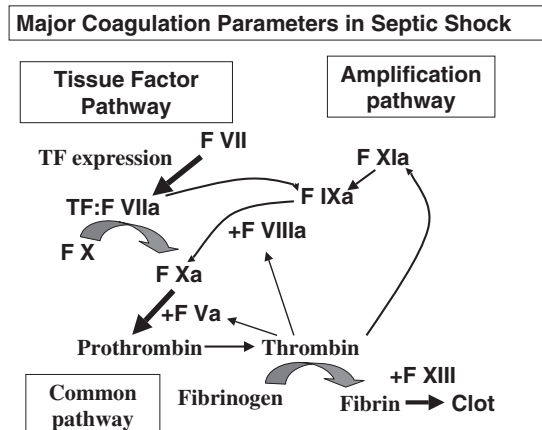 Major Coagulation Parameters in Septic Shock
Tissue Factor
Pathway
Amplification
pathway
F VII
TF expression
F XIa
TF:F VIIa
F IXa
+F VIIIa
F X
F Xa
+F Va
Prothrombin
Thrombin
+F XIII
Common
pathway
Fibrinogen
Fibrin
Clot